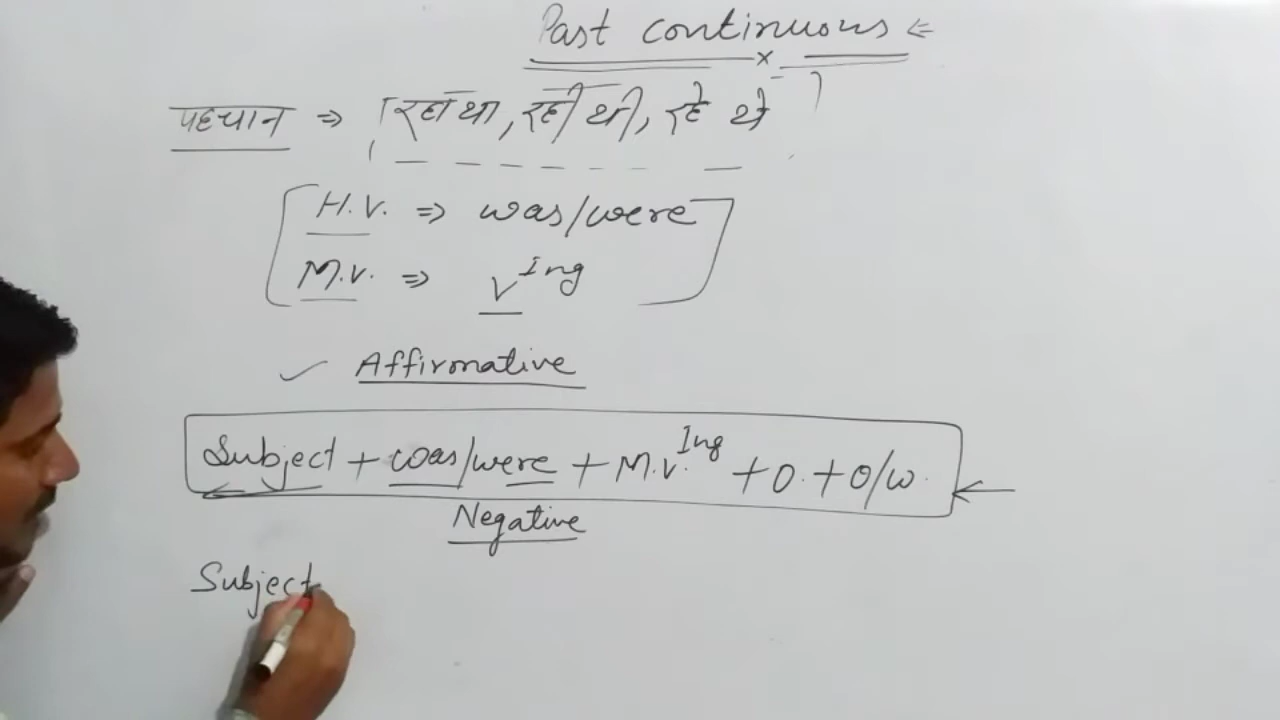 Past continuous ⇐
पहचान ⇒ रहा था, रही थी, रहे थे
H.V. ⇒ was/were
M.V. ⇒ V Ing
✓ Affirmative
Subject + was/were + M.V. Ing + O. + O/W.
Negative
Subject